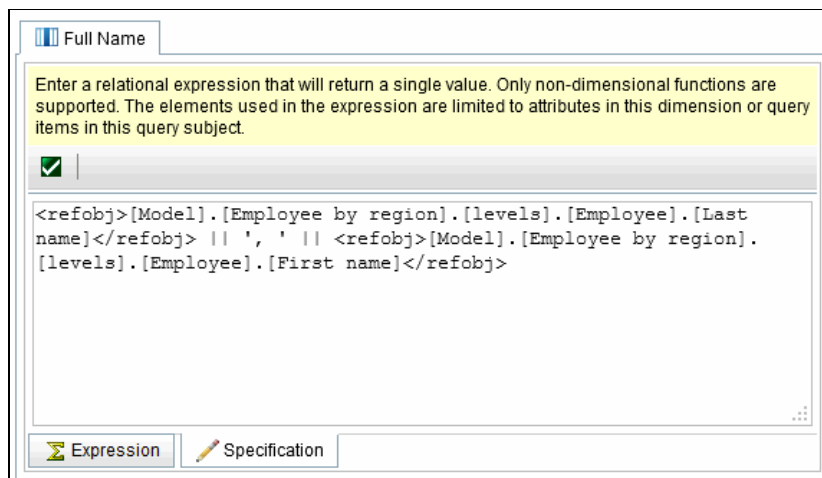 Full Name
Enter a relational expression that will return a single value. Only non-dimensional functions are
supported. The elements used in the expression are limited to attributes in this dimension or query
items in this query subject.
<refobj>[Model].[Employee by region].[levels].[Employee].[Last
name]</refobj> || ', ' || <refobj>[Model].[Employee by region].
[levels].[Employee].[First name]</refobj>
Expression Specification